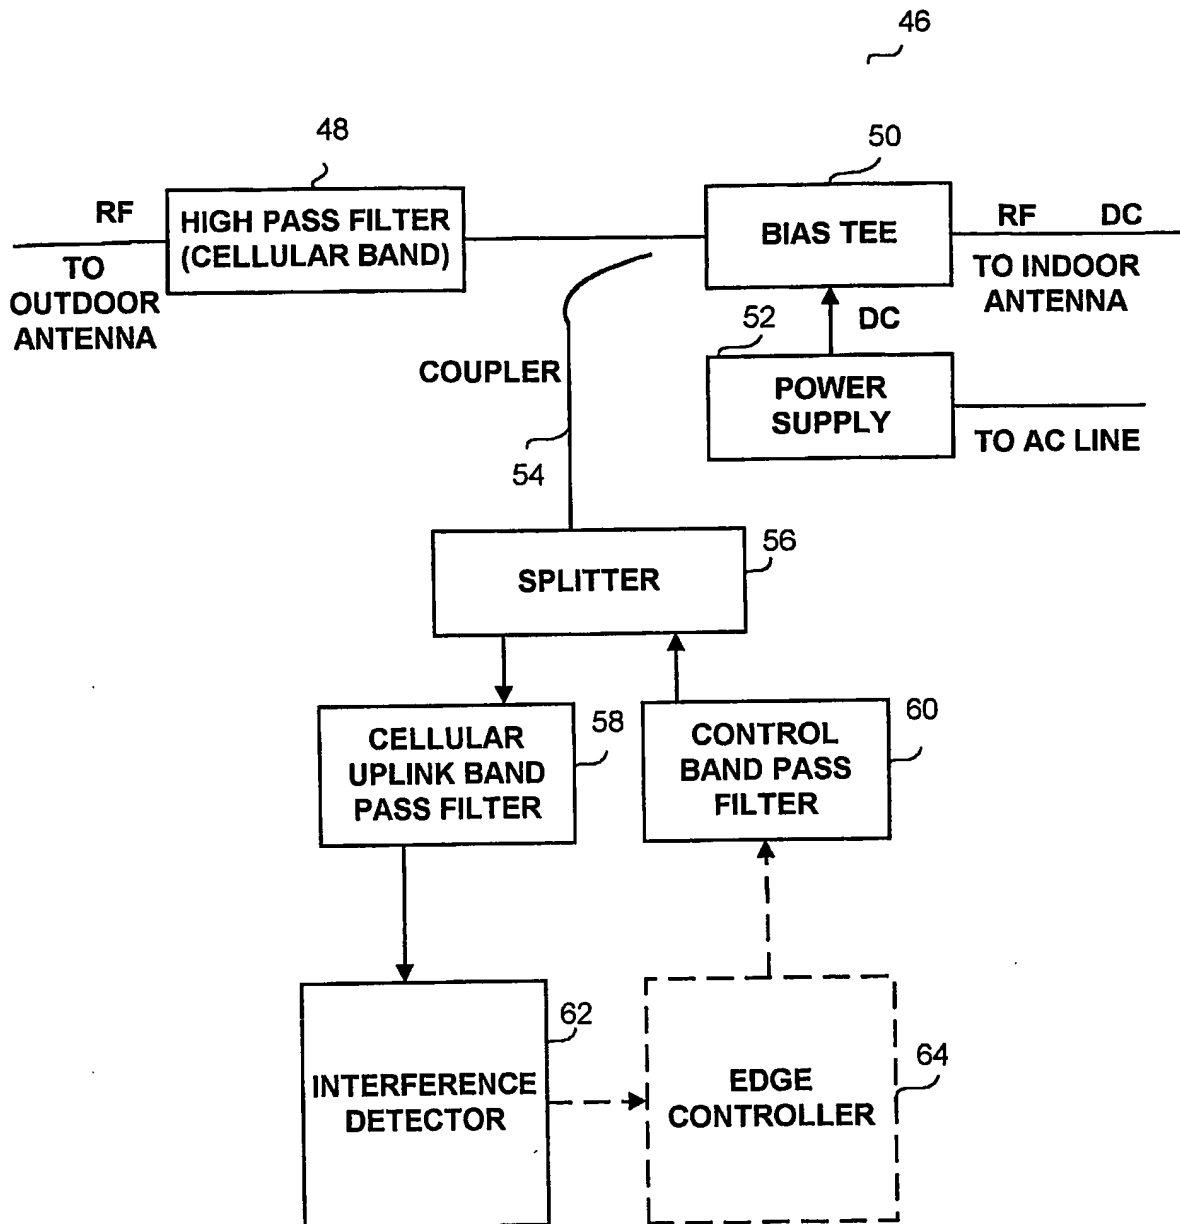 46
48
50
RF
HIGH PASS FILTER
(CELLULAR BAND)
BIAS TEE
RF DC
TO
OUTDOOR
ANTENNA
TO INDOOR
ANTENNA
52
DC
COUPLER
POWER
SUPPLY
TO AC LINE
54
56
SPLITTER
58
60
CELLULAR
UPLINK BAND
PASS FILTER
CONTROL
BAND PASS
FILTER
62
64
INTERFERENCE
DETECTOR
EDGE
CONTROLLER